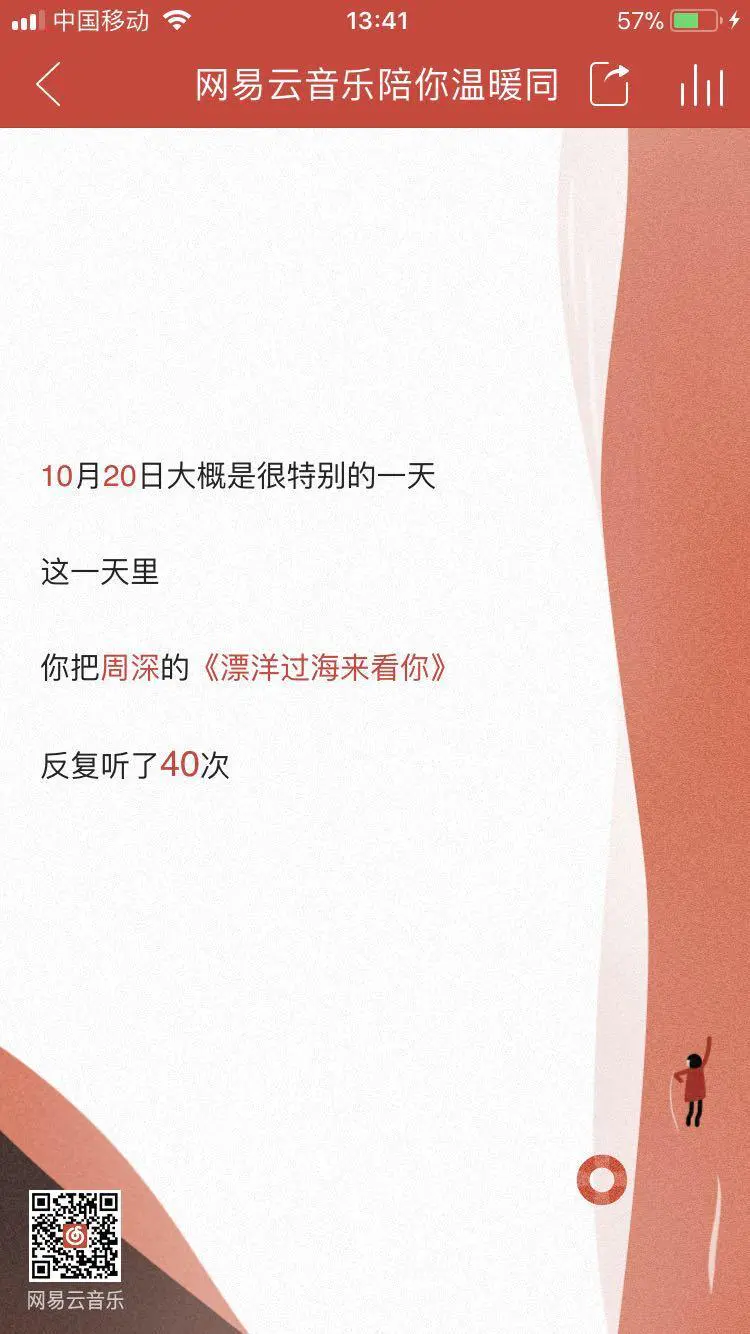 中国移动 13:41 57%
网易云音乐陪你温暖同
10月20日大概是很特别的一天
这一天里
你把周深的《漂洋过海来看你》
反复听了40次
网易云音乐